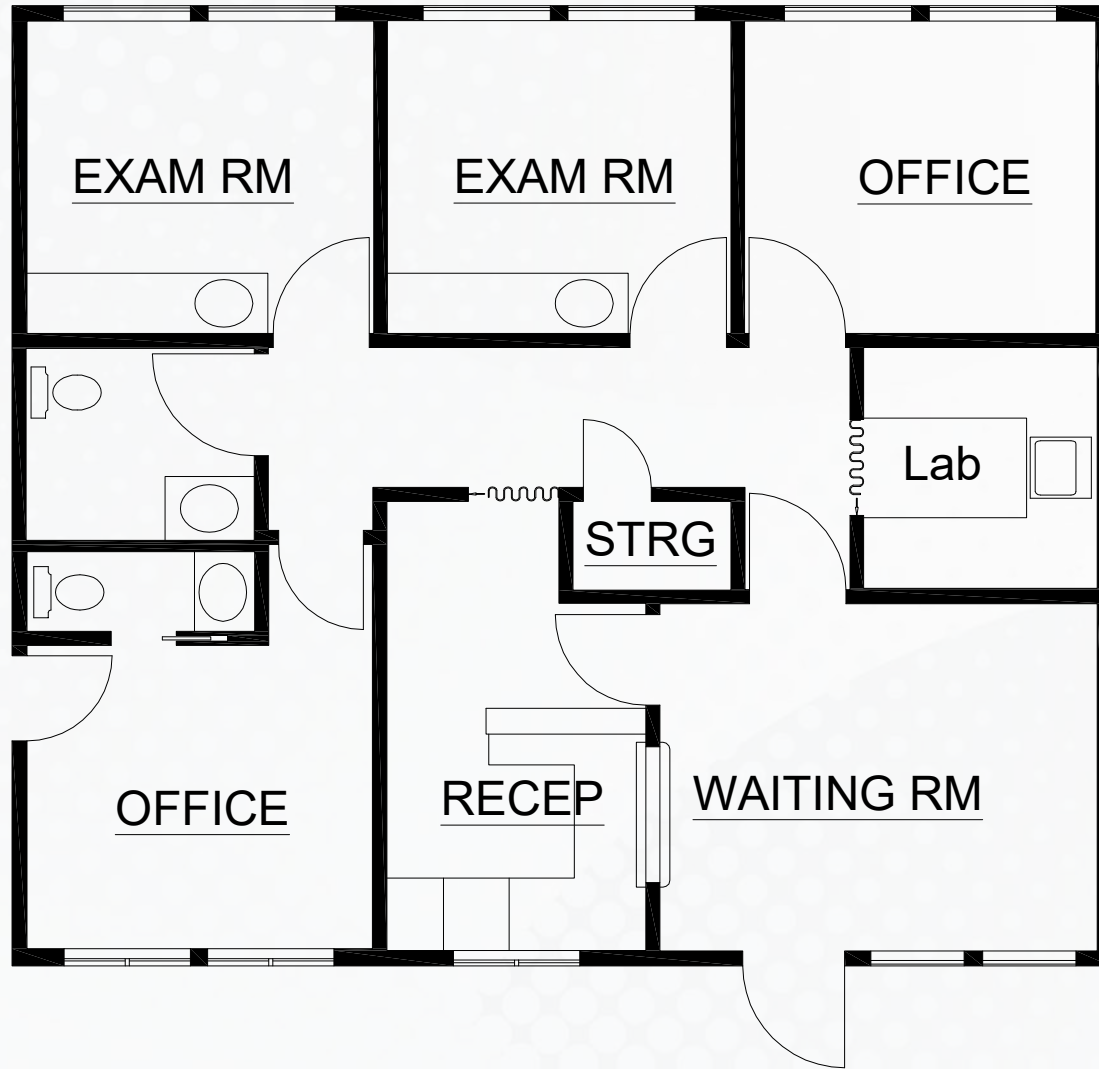 EXAM RM
EXAM RM
OFFICE
Lab
STRG
OFFICE
RECEP
WAITING RM